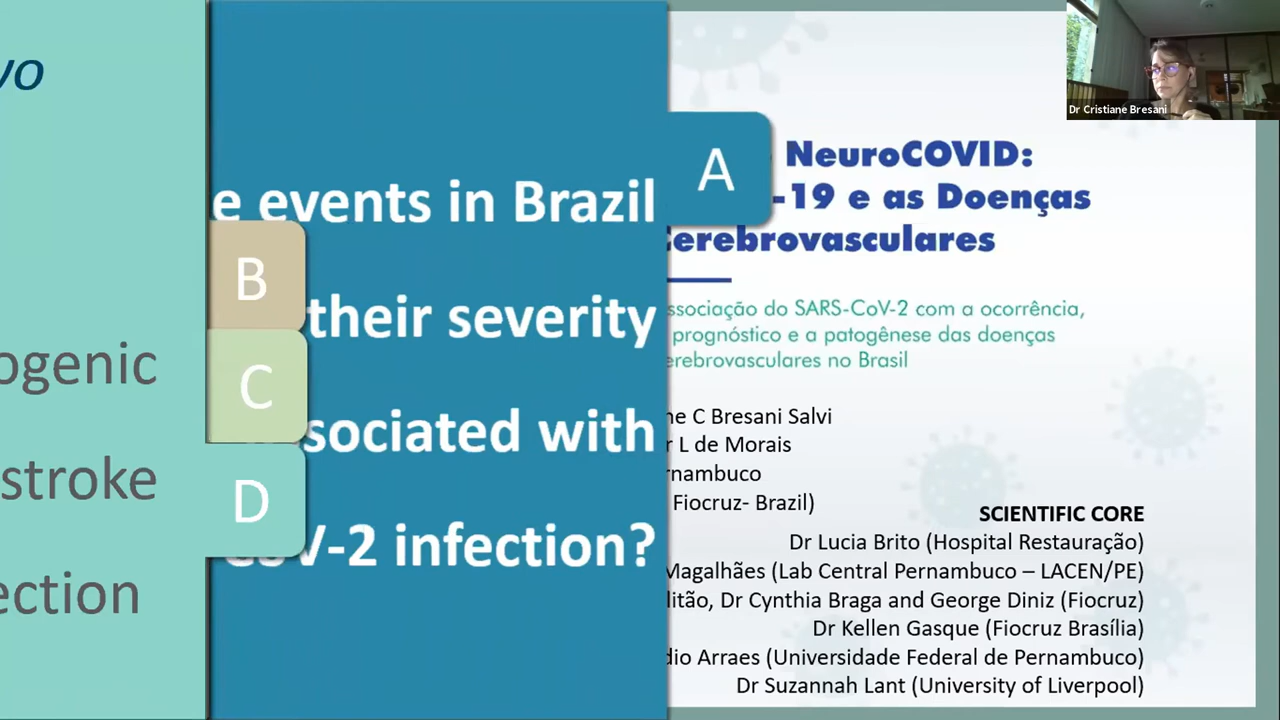 vo
ogenic
stroke
ection
e events in Brazil
their severity
sociated with
CoV-2 infection?
A
B
C
D
NeuroCOVID:
-19 e as Doenças
cerebrovasculares
ssociação do SARS-CoV-2 com a ocorrência,
prognóstico e a patogênese das doenças
erebrovasculares no Brasil
ne C Bresani Salvi
r L de Morais
rnambuco
Fiocruz- Brazil)
SCIENTIFIC CORE
Dr Lucia Brito (Hospital Restauração)
Magalhães (Lab Central Pernambuco – LACEN/PE)
litão, Dr Cynthia Braga and George Diniz (Fiocruz)
Dr Kellen Gasque (Fiocruz Brasília)
dio Arraes (Universidade Federal de Pernambuco)
Dr Suzannah Lant (University of Liverpool)
Dr Cristiane Bresani